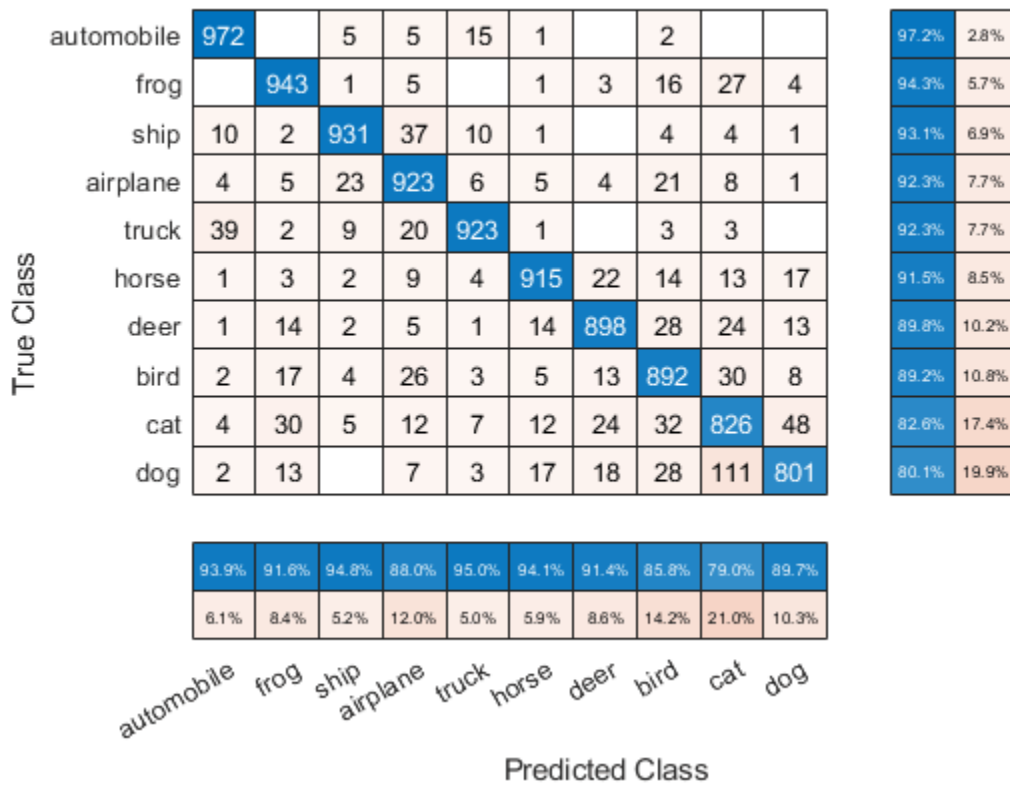 automobile 972 5 5 15 1 2 97.2% 2.8%
frog 943 1 5 1 3 16 27 4 94.3% 5.7%
ship 10 2 931 37 10 1 4 4 1 93.1% 6.9%
airplane 4 5 23 923 6 5 4 21 8 1 92.3% 7.7%
truck 39 2 9 20 923 1 3 3 92.3% 7.7%
horse 1 3 2 9 4 915 22 14 13 17 91.5% 8.5%
deer 1 14 2 5 1 14 898 28 24 13 89.8% 10.2%
bird 2 17 4 26 3 5 13 892 30 8 89.2% 10.8%
cat 4 30 5 12 7 12 24 32 826 48 82.6% 17.4%
dog 2 13 7 3 17 18 28 111 801 80.1% 19.9%
True Class
93.9% 91.6% 94.8% 88.0% 95.0% 94.1% 91.4% 85.8% 79.0% 89.7%
6.1% 8.4% 5.2% 12.0% 5.0% 5.9% 8.6% 14.2% 21.0% 10.3%
automobile frog ship airplane truck horse deer bird cat dog
Predicted Class